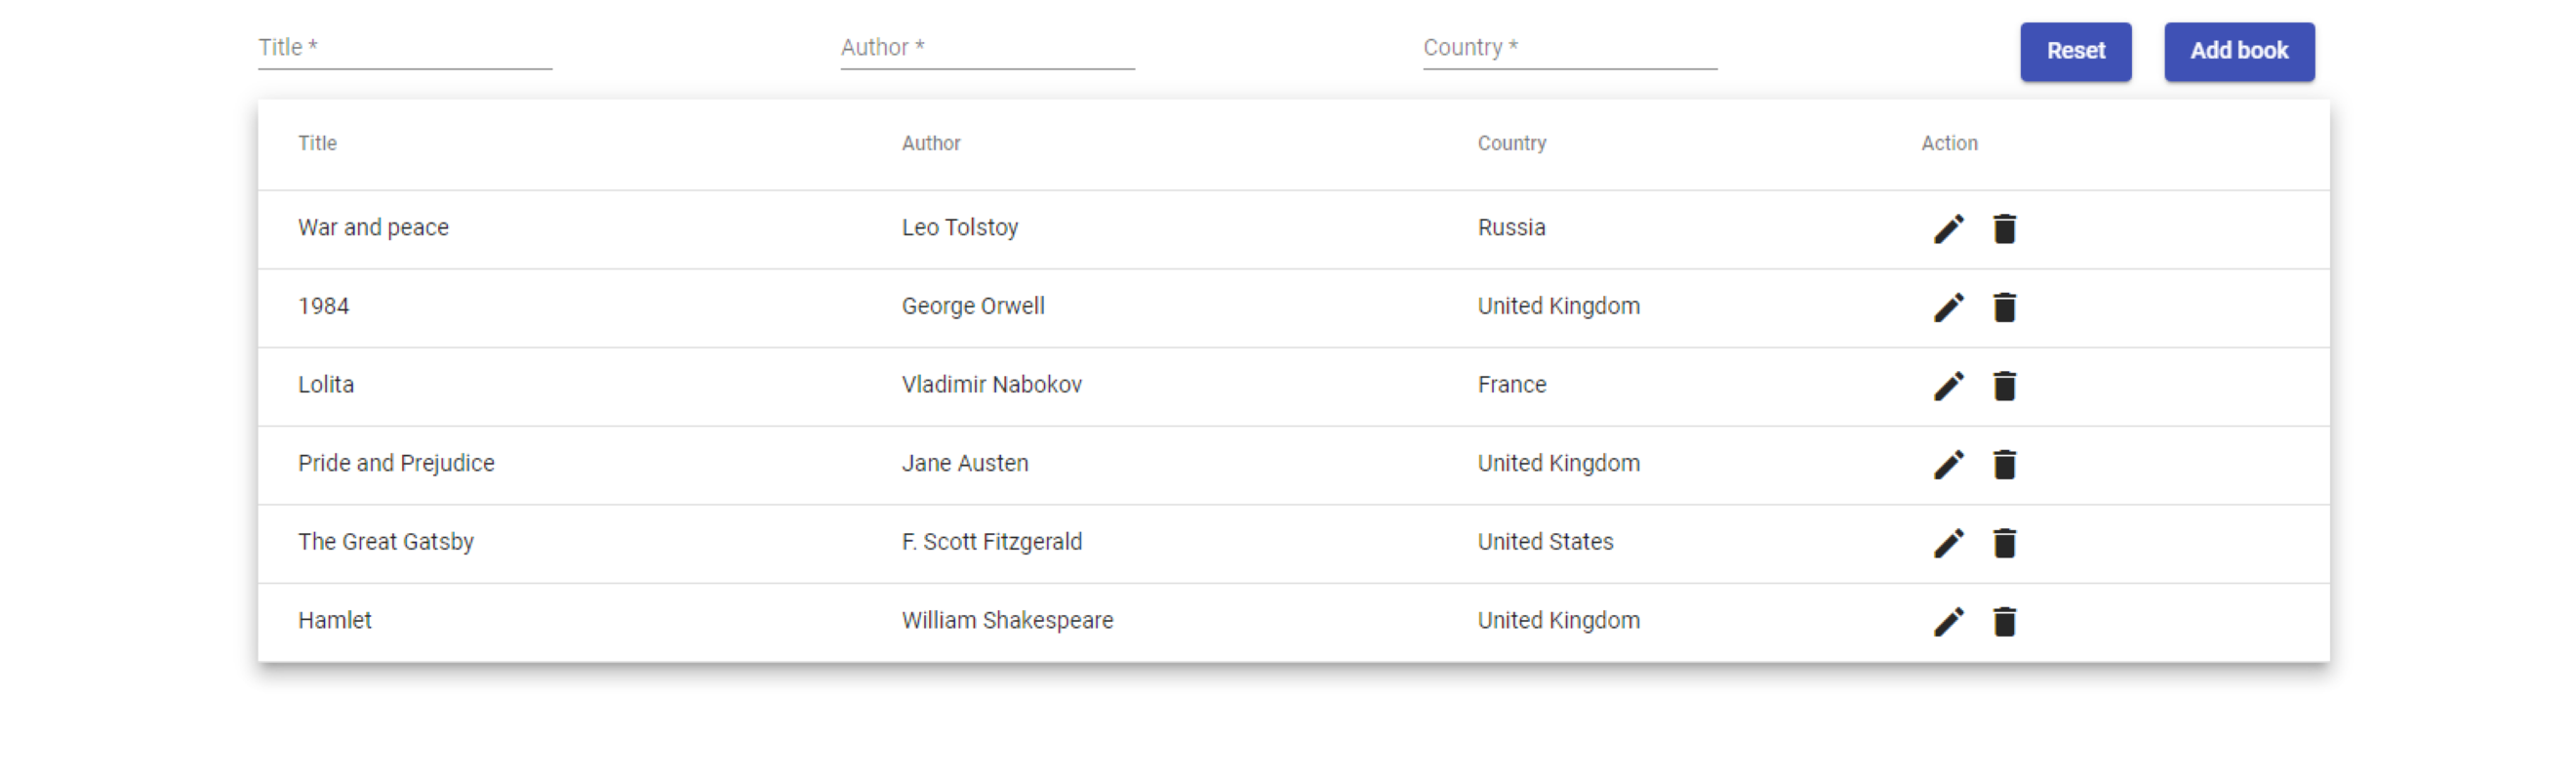 Title * Author * Country * Reset Add book
Title Author Country Action
War and peace Leo Tolstoy Russia
1984 George Orwell United Kingdom
Lolita Vladimir Nabokov France
Pride and Prejudice Jane Austen United Kingdom
The Great Gatsby F. Scott Fitzgerald United States
Hamlet William Shakespeare United Kingdom